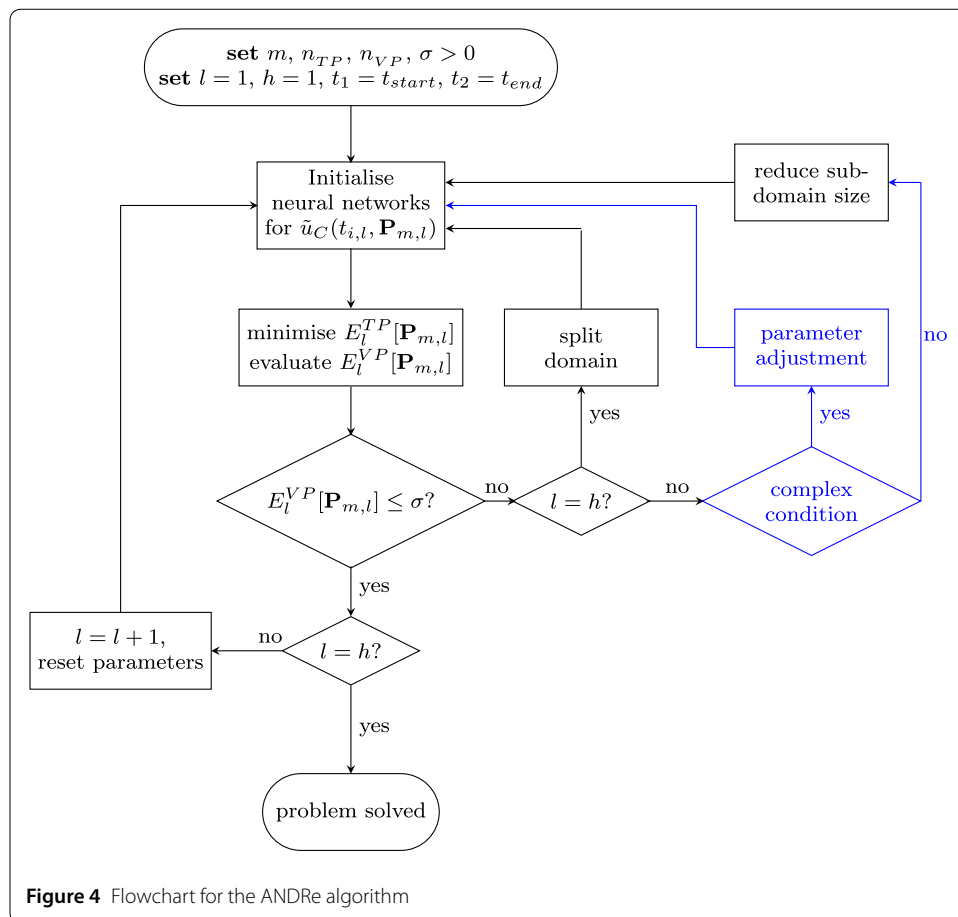 set m, n_{TP}, n_{VP}, σ > 0
set l = 1, h = 1, t_1 = t_{start}, t_2 = t_{end}
Initialise
neural networks
for ũ_C(t_{i,l}, P_{m,l})
reduce sub-
domain size
minimise E_l^{TP}[P_{m,l}]
evaluate E_l^{VP}[P_{m,l}]
split
domain
parameter
adjustment
no
yes
yes
E_l^{VP}[P_{m,l}] ≤ σ?
no
l = h?
no
complex
condition
yes
l = l + 1,
reset parameters
no
l = h?
yes
problem solved
Figure 4 Flowchart for the ANDRe algorithm